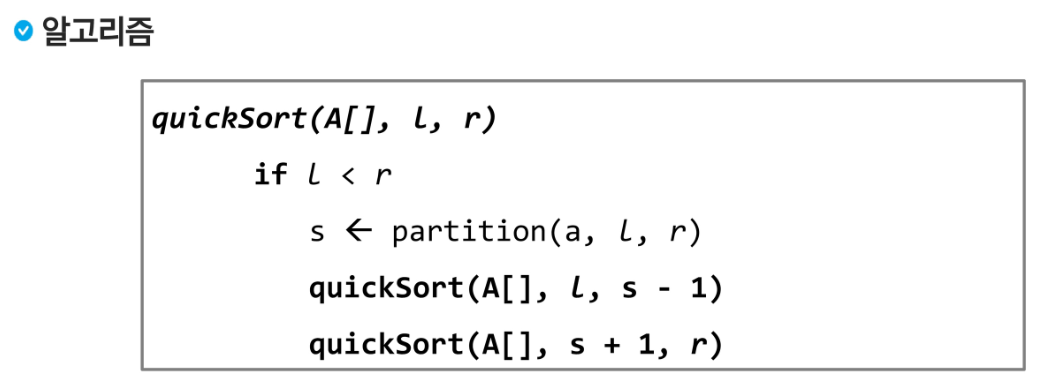 알고리즘
quickSort(A[], l, r)
if l < r
s ← partition(a, l, r)
quickSort(A[], l, s - 1)
quickSort(A[], s + 1, r)